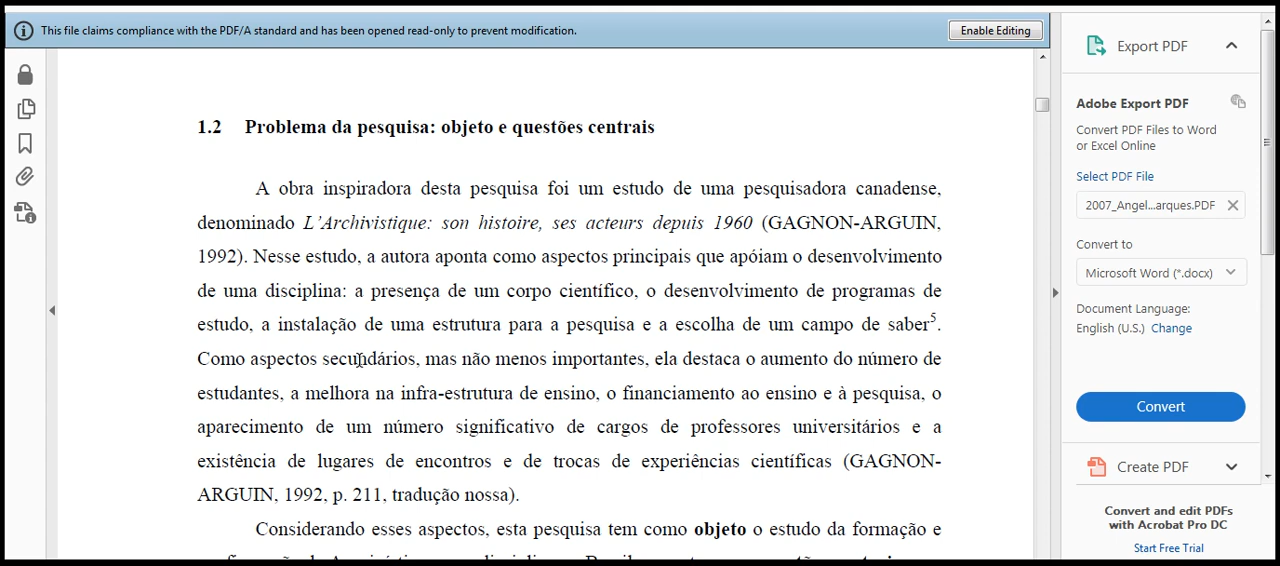 This file claims compliance with the PDF/A standard and has been opened read-only to prevent modification.
Enable Editing
1.2 Problema da pesquisa: objeto e questões centrais
A obra inspiradora desta pesquisa foi um estudo de uma pesquisadora canadense,
denominado L'Archivistique: son histoire, ses acteurs depuis 1960 (GAGNON-ARGUIN,
1992). Nesse estudo, a autora aponta como aspectos principais que apóiam o desenvolvimento
de uma disciplina: a presença de um corpo científico, o desenvolvimento de programas de
estudo, a instalação de uma estrutura para a pesquisa e a escolha de um campo de saber5.
Como aspectos secundários, mas não menos importantes, ela destaca o aumento do número de
estudantes, a melhora na infra-estrutura de ensino, o financiamento ao ensino e à pesquisa, o
aparecimento de um número significativo de cargos de professores universitários e a
existência de lugares de encontros e de trocas de experiências científicas (GAGNON-
ARGUIN, 1992, p. 211, tradução nossa).
Considerando esses aspectos, esta pesquisa tem como objeto o estudo da formação e
Export PDF
Adobe Export PDF
Convert PDF Files to Word
or Excel Online
Select PDF File
2007_Angel...arques.PDF
Convert to
Microsoft Word (*.docx)
Document Language:
English (U.S.) Change
Convert
Create PDF
Convert and edit PDFs
with Acrobat Pro DC
Start Free Trial